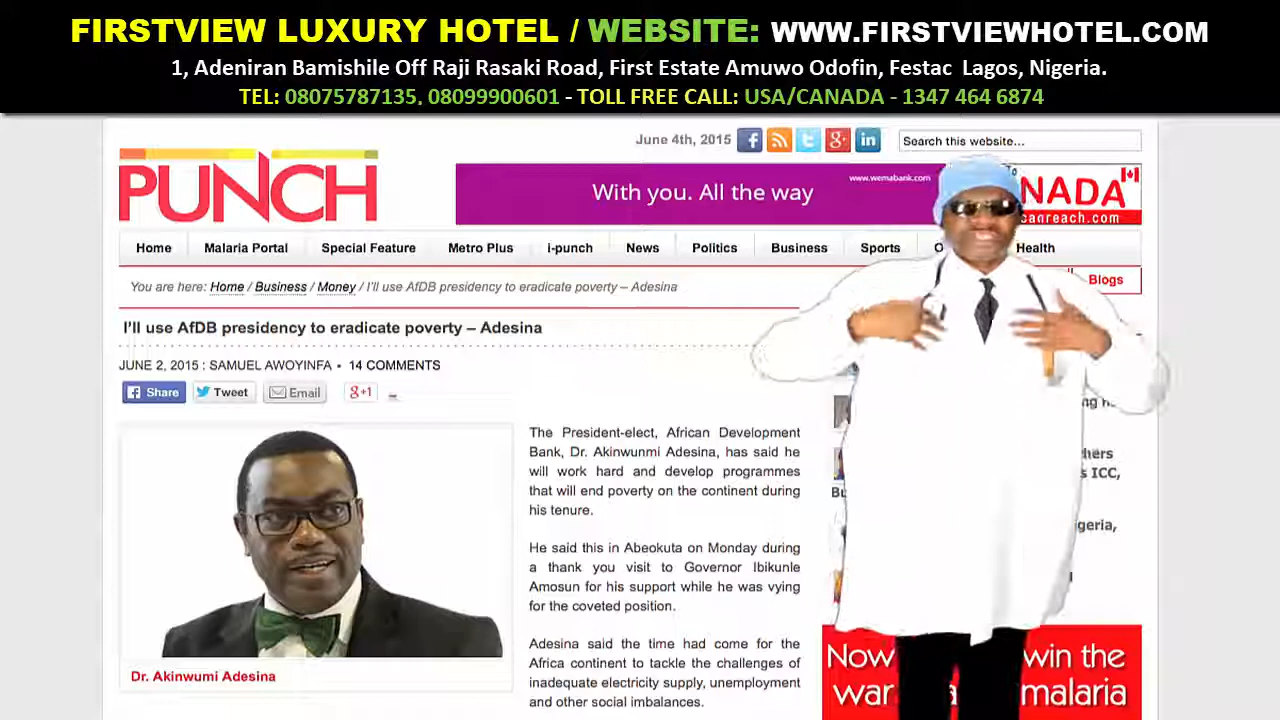 FIRSTVIEW LUXURY HOTEL / WEBSITE: WWW.FIRSTVIEWHOTEL.COM
1, Adeniran Bamishile Off Raji Rasaki Road, First Estate Amuwo Odofin, Festac Lagos, Nigeria.
TEL: 08075787135, 08099900601 - TOLL FREE CALL: USA/CANADA - 1347 464 6874
June 4th, 2015
Search this website...
PUNCH
With you. All the way
www.wemabank.com
To
NADA
canreach.com
Home Malaria Portal Special Feature Metro Plus i-punch News Politics Business Sports Health
Blogs
You are here: Home / Business / Money / I'll use AfDB presidency to eradicate poverty – Adesina
I'll use AfDB presidency to eradicate poverty – Adesina
JUNE 2, 2015 : SAMUEL AWOYINFA • 14 COMMENTS
Share Tweet Email g+1
The President-elect, African Development
Bank, Dr. Akinwunmi Adesina, has said he
will work hard and develop programmes
that will end poverty on the continent during
his tenure.
He said this in Abeokuta on Monday during
a thank you visit to Governor Ibikunle
Amosun for his support while he was vying
for the coveted position.
Adesina said the time had come for the
Africa continent to tackle the challenges of
inadequate electricity supply, unemployment
and other social imbalances.
Dr. Akinwumi Adesina
ICC,
Now win the
war malaria